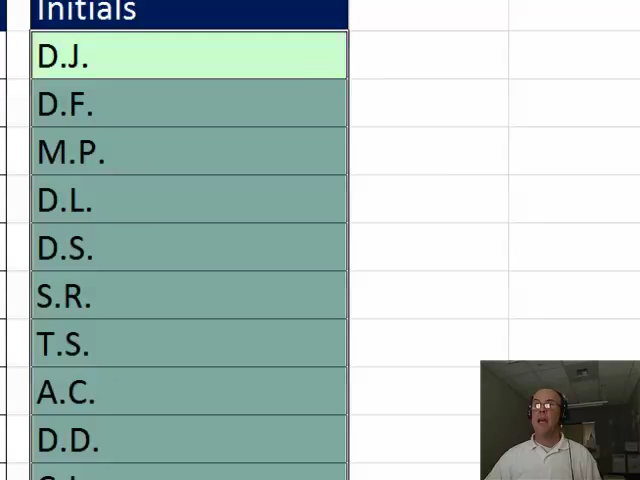 Initials
D.J.
D.F.
M.P.
D.L.
D.S.
S.R.
T.S.
A.C.
D.D.